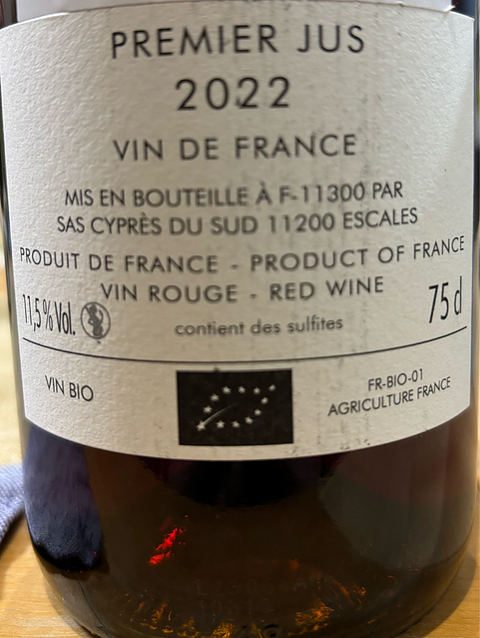 PREMIER JUS
2022
VIN DE FRANCE
MIS EN BOUTEILLE À F-11300 PAR
SAS CYPRÈS DU SUD 11200 ESCALES
PRODUIT DE FRANCE - PRODUCT OF FRANCE
VIN ROUGE - RED WINE
11,5% Vol.
75 cl
contient des sulfites
VIN BIO
FR-BIO-01
AGRICULTURE FRANCE